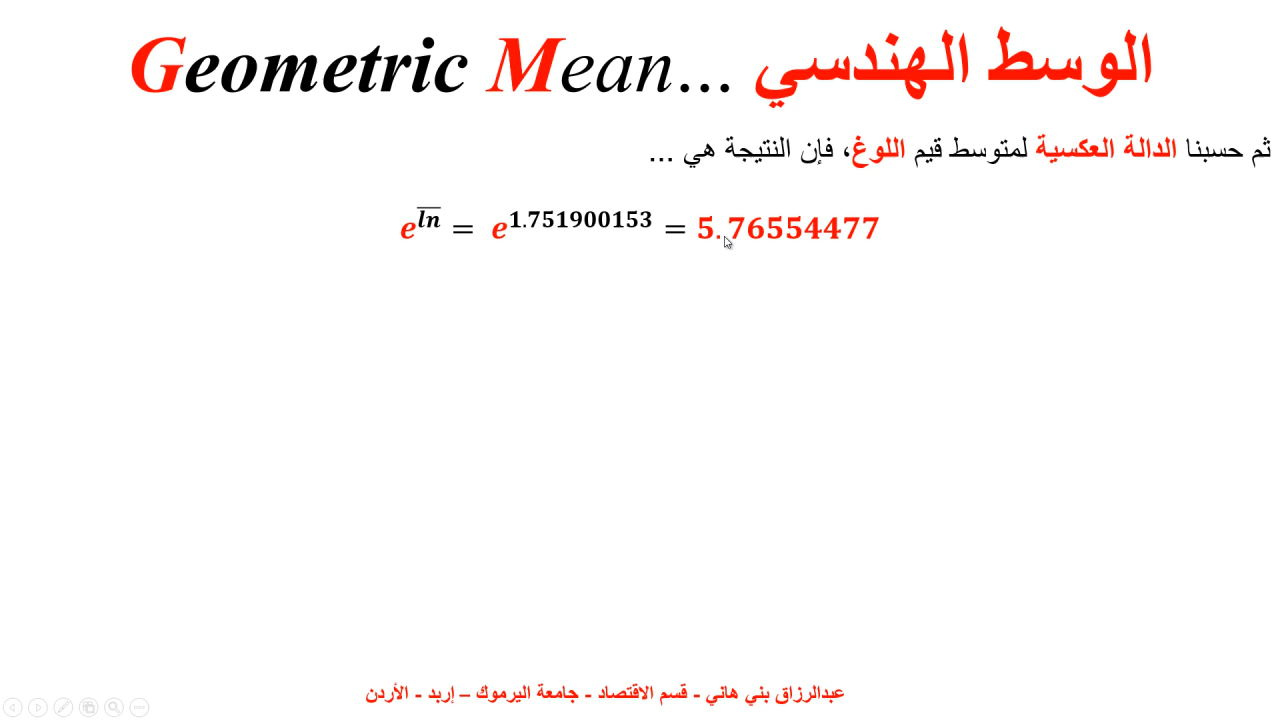 الوسط الهندسي ...Geometric Mean
ثم حسبنا الدالة العكسية لمتوسط قيم اللوغ، فإن النتيجة هي ...
e^{\overline{ln}} = e^{1.751900153} = 5.76554477
عبدالرزاق بني هاني - قسم الاقتصاد - جامعة اليرموك – إربد - الأردن